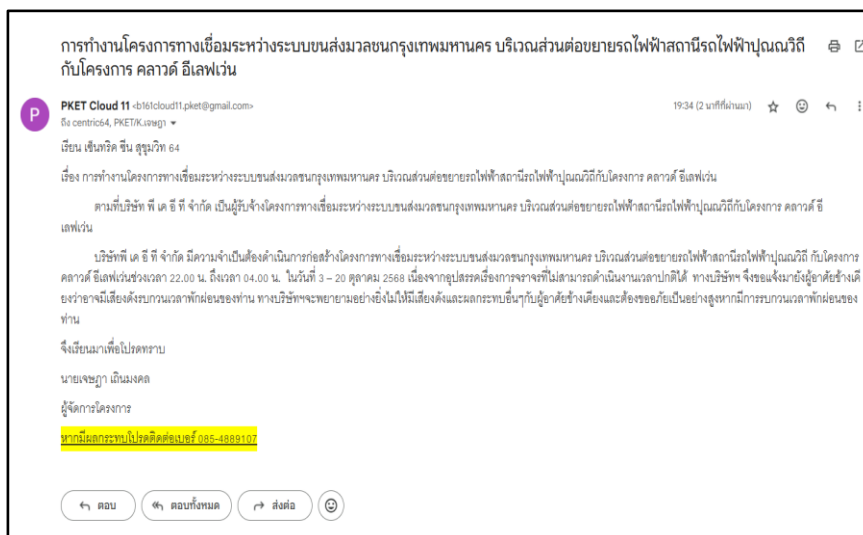 การทำงานโครงการทางเชื่อมระหว่างระบบขนส่งมวลชนกรุงเทพมหานคร บริเวณส่วนต่อขยายรถไฟฟ้าสถานีรถไฟฟ้าปุณณวิถี
กับโครงการ คลาวด์ อีเลฟเว่น
P
PKET Cloud 11 <b161cloud11.pket@gmail.com>
19:34 (2 นาทีที่ผ่านมา)
ถึง centric64, PKET/K.เจษฎา
เรียน เซ็นทริค ซีน สุขุมวิท 64
เรื่อง การทำงานโครงการทางเชื่อมระหว่างระบบขนส่งมวลชนกรุงเทพมหานคร บริเวณส่วนต่อขยายรถไฟฟ้าสถานีรถไฟฟ้าปุณณวิถีกับโครงการ คลาวด์ อีเลฟเว่น
ตามที่บริษัท พี เค อี ที จำกัด เป็นผู้รับจ้างโครงการทางเชื่อมระหว่างระบบขนส่งมวลชนกรุงเทพมหานคร บริเวณส่วนต่อขยายรถไฟฟ้าสถานีรถไฟฟ้าปุณณวิถีกับโครงการ คลาวด์ อี
เลฟเว่น
บริษัทพี เค อี ที จำกัด มีความจำเป็นต้องดำเนินการก่อสร้างโครงการทางเชื่อมระหว่างระบบขนส่งมวลชนกรุงเทพมหานคร บริเวณส่วนต่อขยายรถไฟฟ้าสถานีรถไฟฟ้าปุณณวิถี กับโครงการ
คลาวด์ อีเลฟเว่นช่วงเวลา 22.00 น. ถึงเวลา 04.00 น. ในวันที่ 3 – 20 ตุลาคม 2568 เนื่องจากอุปสรรคเรื่องการจราจรที่ไม่สามารถดำเนินงานเวลาปกติได้ ทางบริษัทฯ จึงขอแจ้งมายังผู้อาศัยข้างเคี
ยงว่าอาจมีเสียงดังรบกวนเวลาพักผ่อนของท่าน ทางบริษัทฯจะพยายามอย่างยิ่งไม่ให้มีเสียงดังและผลกระทบอื่นๆกับผู้อาศัยข้างเคียงและต้องขออภัยเป็นอย่างสูงหากมีการรบกวนเวลาพักผ่อนของ
ท่าน
จึงเรียนมาเพื่อโปรดทราบ
นายเจษฎา เถินมงคล
ผู้จัดการโครงการ
หากมีผลกระทบโปรดติดต่อเบอร์ 085-4889107
ตอบ
ตอบทั้งหมด
ส่งต่อ